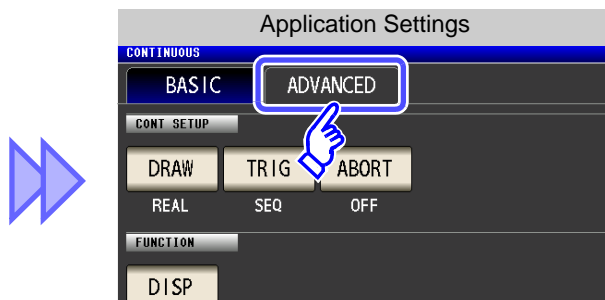 Application Settings
CONTINUOUS
BASIC ADVANCED
CONT SETUP
DRAW TRIG ABORT
REAL SEQ OFF
FUNCTION
DISP